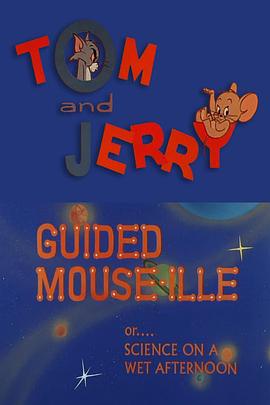 TOM
and
JERRY
GUIDED
MOUSE-ILLE
or....
SCIENCE ON A
WET AFTERNOON